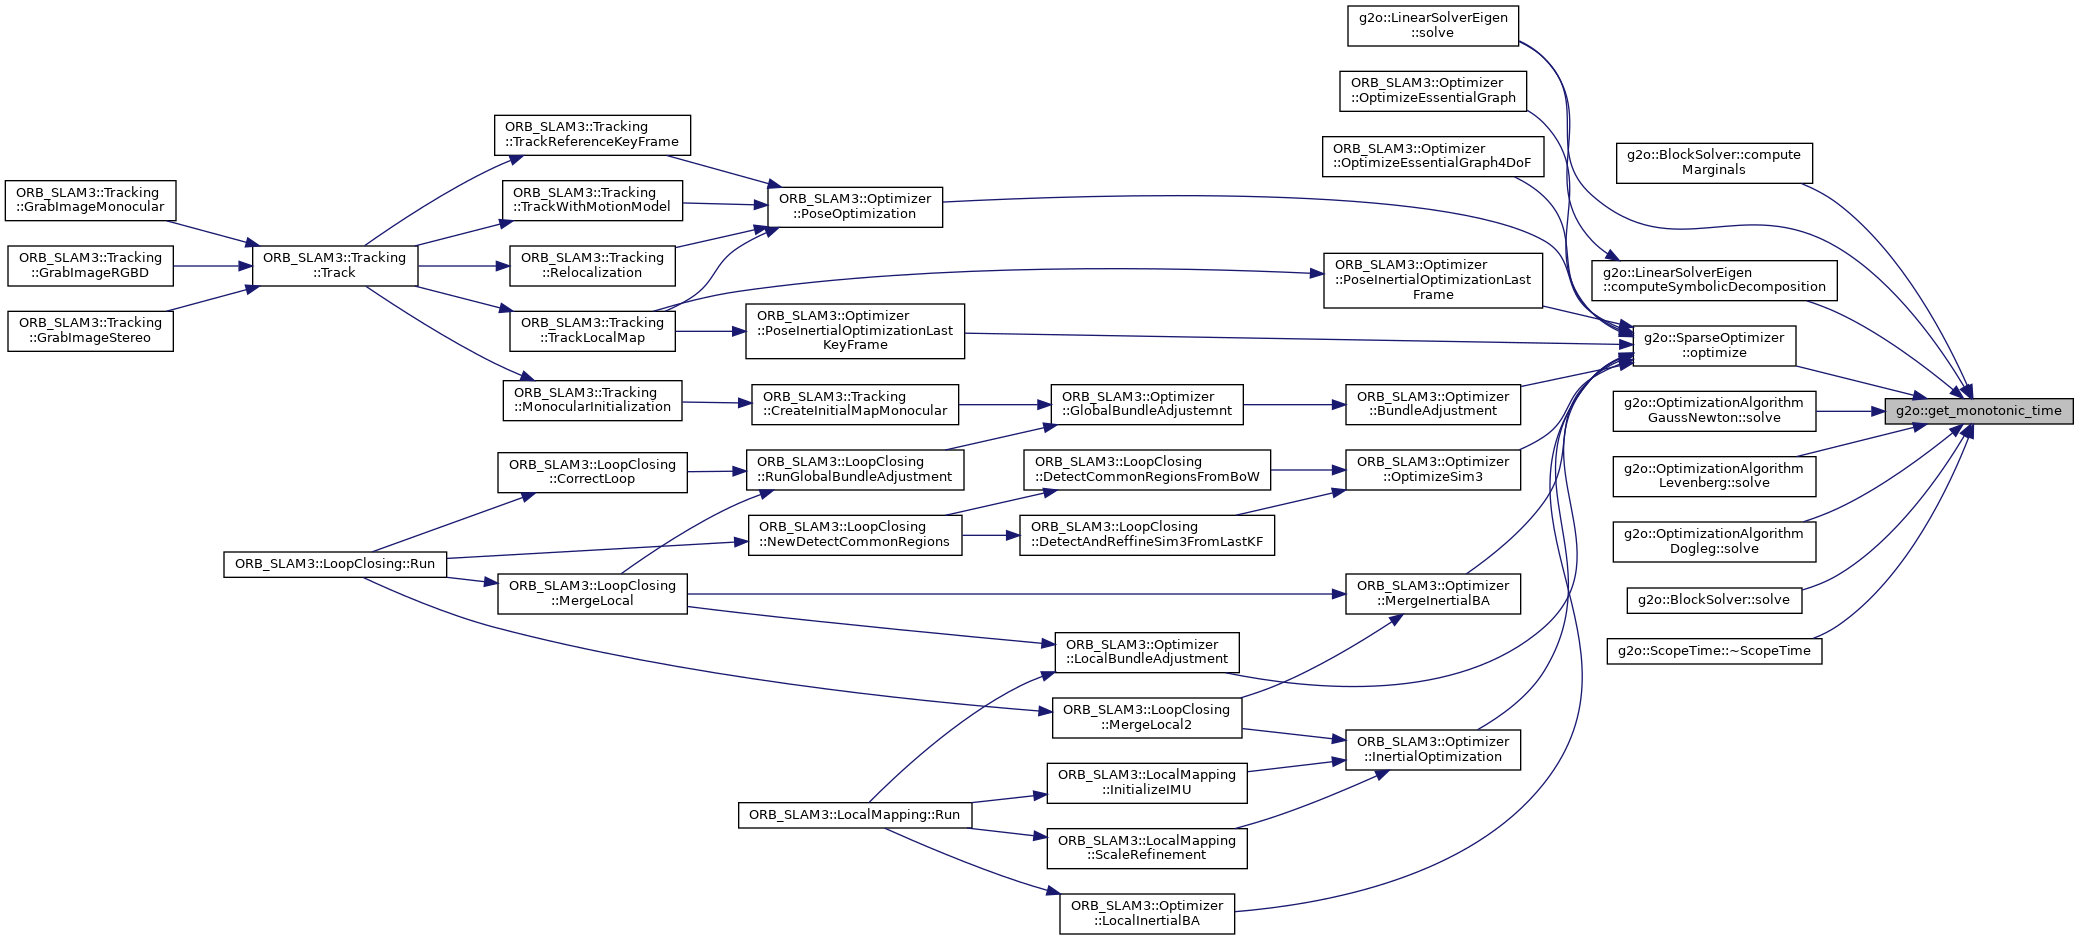 g2o::LinearSolverEigen
::solve
ORB_SLAM3::Optimizer
::OptimizeEssentialGraph
ORB_SLAM3::Optimizer
::OptimizeEssentialGraph4DoF
g2o::BlockSolver::compute
Marginals
ORB_SLAM3::Tracking
::TrackReferenceKeyFrame
ORB_SLAM3::Tracking
::GrabImageMonocular
ORB_SLAM3::Tracking
::TrackWithMotionModel
ORB_SLAM3::Optimizer
::PoseOptimization
ORB_SLAM3::Tracking
::GrabImageRGBD
ORB_SLAM3::Tracking
::Track
ORB_SLAM3::Tracking
::Relocalization
ORB_SLAM3::Optimizer
::PoseInertialOptimizationLast
Frame
g2o::LinearSolverEigen
::computeSymbolicDecomposition
ORB_SLAM3::Tracking
::GrabImageStereo
ORB_SLAM3::Tracking
::TrackLocalMap
ORB_SLAM3::Optimizer
::PoseInertialOptimizationLast
KeyFrame
g2o::SparseOptimizer
::optimize
ORB_SLAM3::Tracking
::MonocularInitialization
ORB_SLAM3::Tracking
::CreateInitialMapMonocular
ORB_SLAM3::Optimizer
::GlobalBundleAdjustemnt
ORB_SLAM3::Optimizer
::BundleAdjustment
g2o::OptimizationAlgorithm
GaussNewton::solve
g2o::get_monotonic_time
ORB_SLAM3::LoopClosing
::CorrectLoop
ORB_SLAM3::LoopClosing
::RunGlobalBundleAdjustment
ORB_SLAM3::LoopClosing
::DetectCommonRegionsFromBoW
ORB_SLAM3::Optimizer
::OptimizeSim3
g2o::OptimizationAlgorithm
Levenberg::solve
ORB_SLAM3::LoopClosing
::NewDetectCommonRegions
ORB_SLAM3::LoopClosing
::DetectAndReffineSim3FromLastKF
g2o::OptimizationAlgorithm
Dogleg::solve
ORB_SLAM3::LoopClosing::Run
ORB_SLAM3::LoopClosing
::MergeLocal
ORB_SLAM3::Optimizer
::MergeInertialBA
g2o::BlockSolver::solve
ORB_SLAM3::Optimizer
::LocalBundleAdjustment
g2o::ScopeTime::~ScopeTime
ORB_SLAM3::LoopClosing
::MergeLocal2
ORB_SLAM3::Optimizer
::InertialOptimization
ORB_SLAM3::LocalMapping
::InitializeIMU
ORB_SLAM3::LocalMapping::Run
ORB_SLAM3::LocalMapping
::ScaleRefinement
ORB_SLAM3::Optimizer
::LocalInertialBA